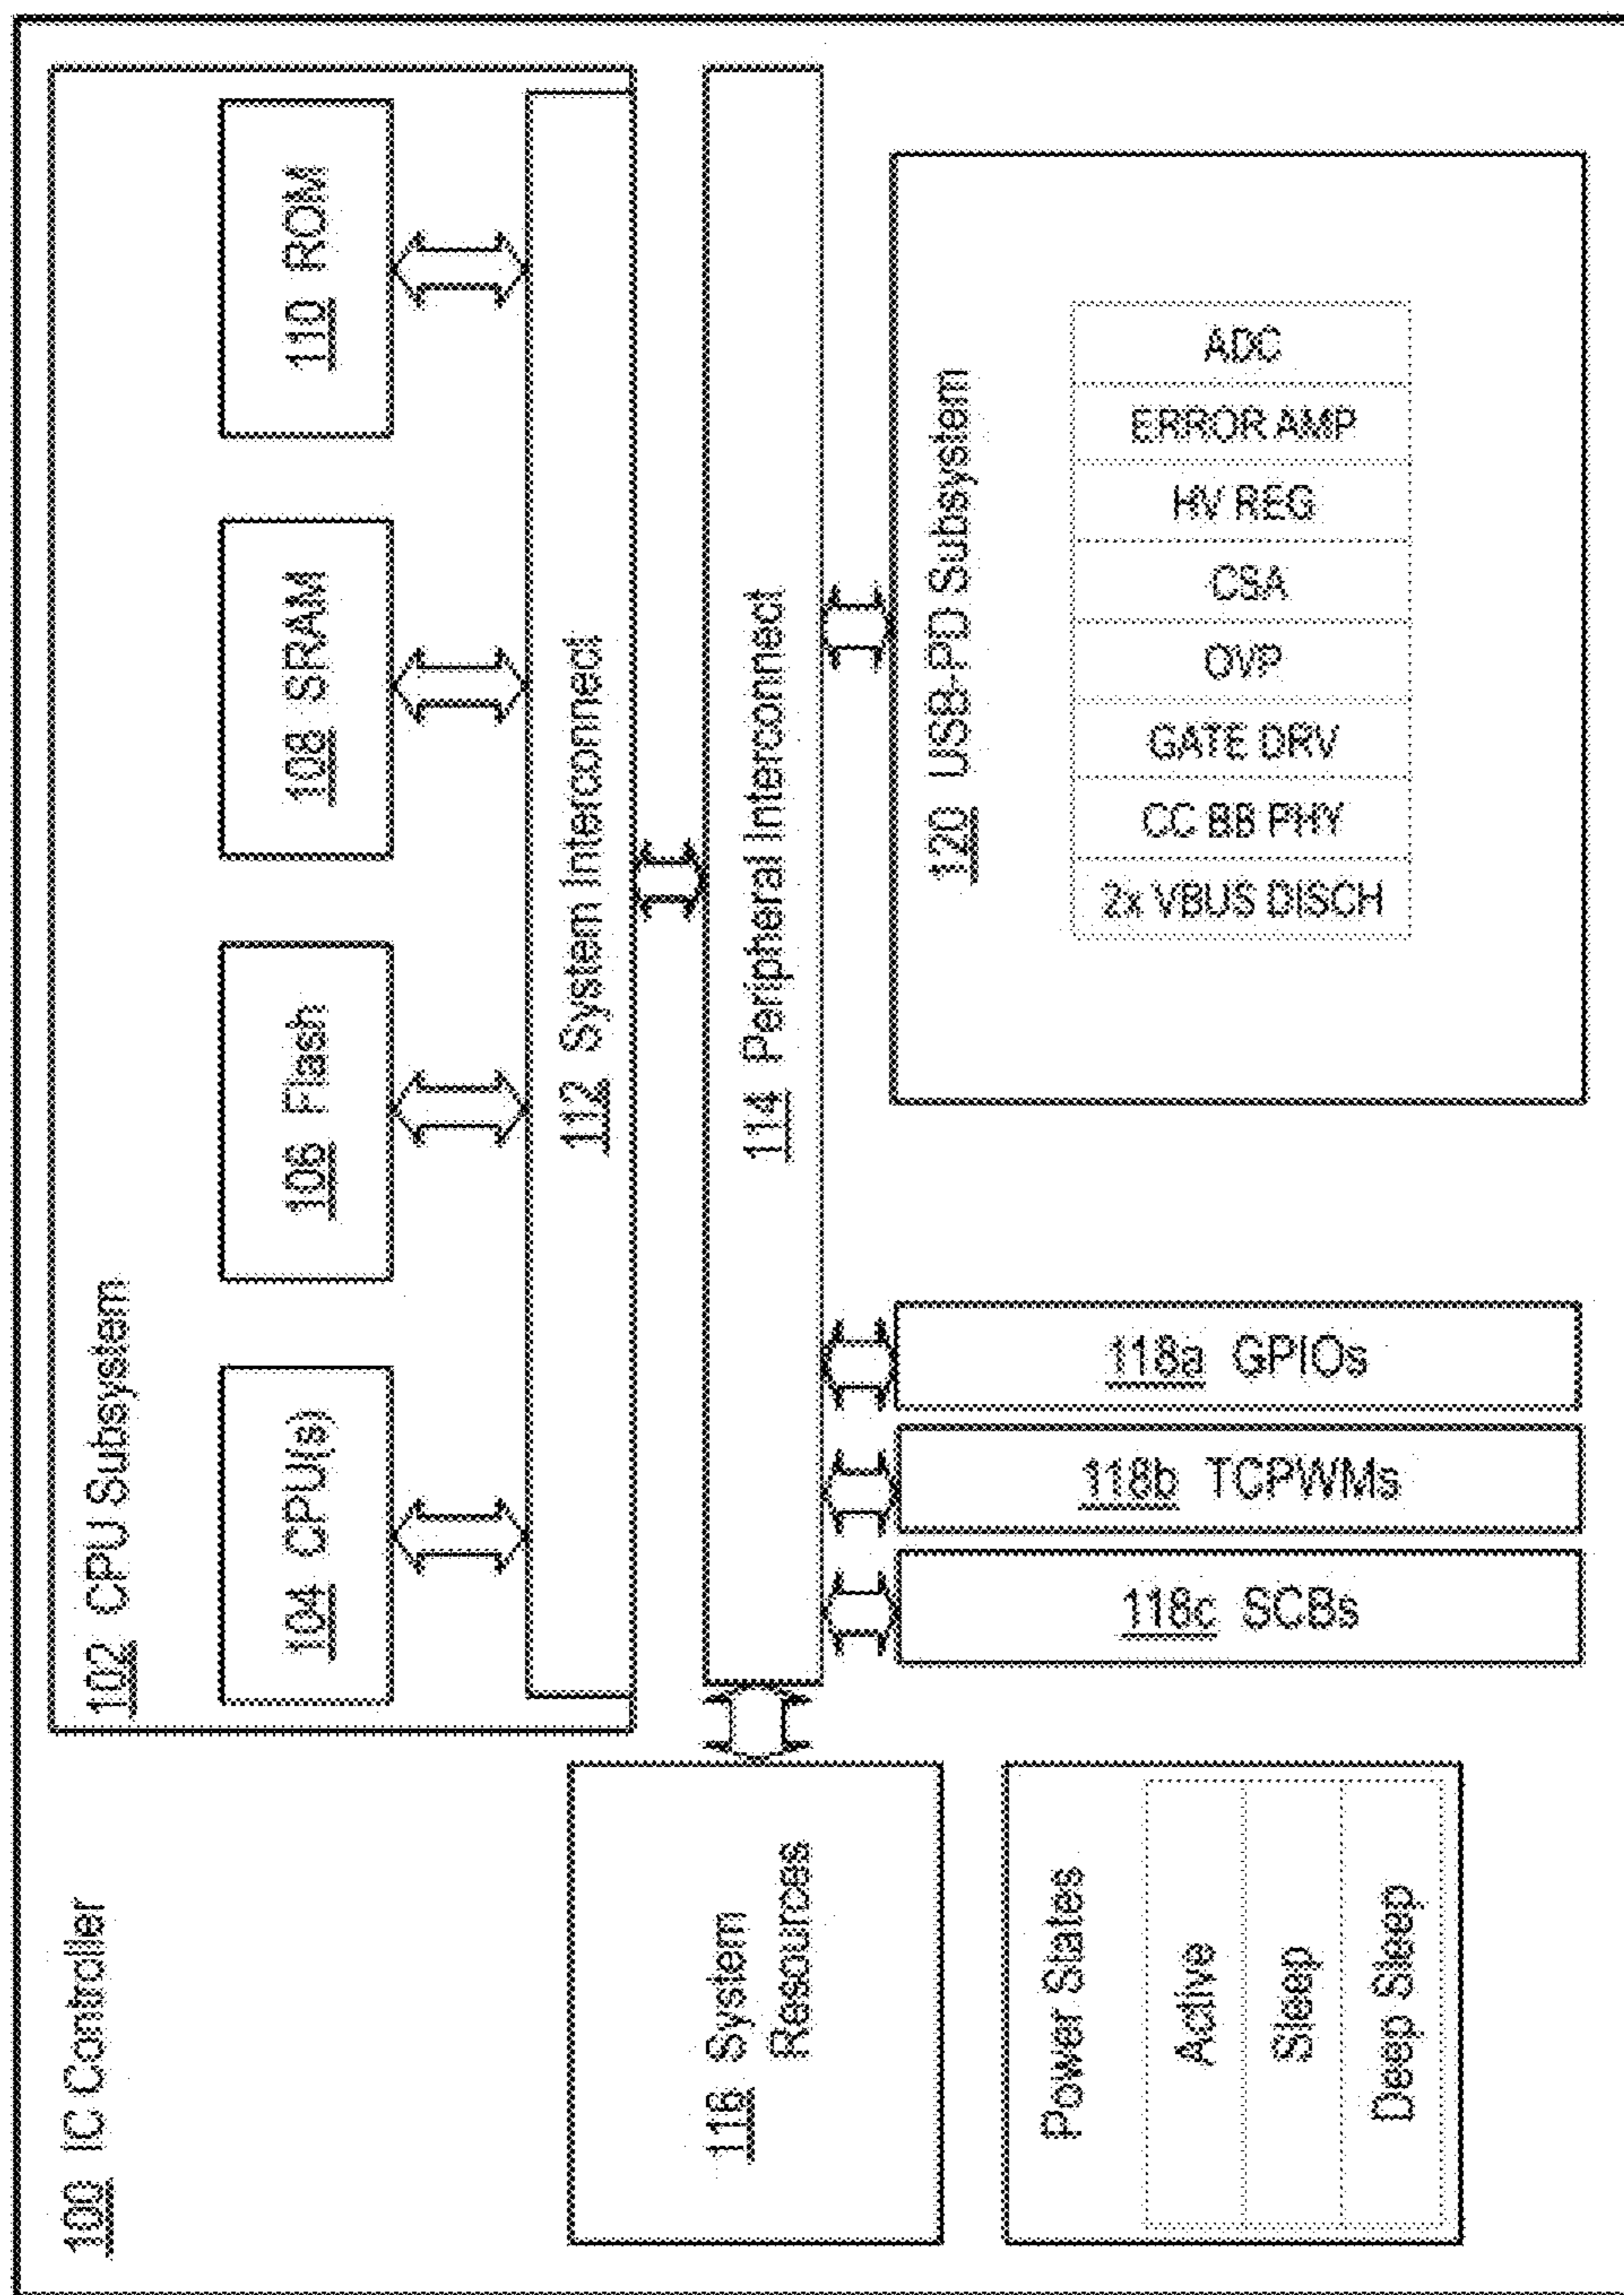 100 IC Controller
102 CPU Subsystem
104 CPU(s)
106 Flash
108 SRAM
110 ROM
112 System Interconnect
114 Peripheral Interconnect
116 System
Resources
Power States
Active
Sleep
Deep Sleep
118c SCBs
118b TCPWMs
118a GPIOs
120 USB-PD Subsystem
ADC
ERROR AMP
HV REG
CSA
OVP
GATE DRV
CC BB PHY
2x VBUS DISCH